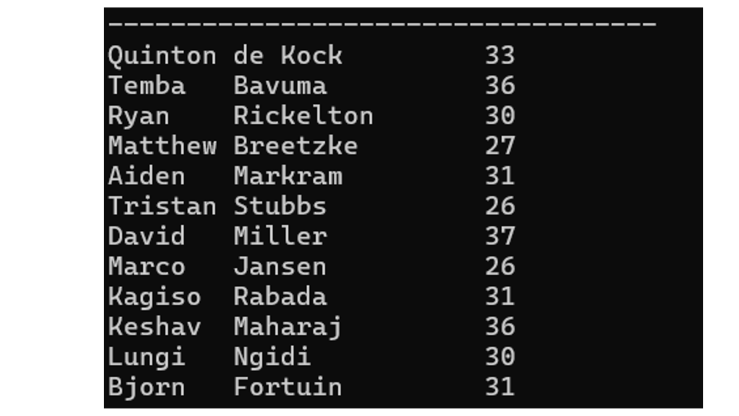 -----------------------------------
Quinton de Kock         33
Temba   Bavuma          36
Ryan    Rickelton       30
Matthew Breetzke        27
Aiden   Markram         31
Tristan Stubbs          26
David   Miller          37
Marco   Jansen          26
Kagiso  Rabada          31
Keshav  Maharaj         36
Lungi   Ngidi           30
Bjorn   Fortuin         31